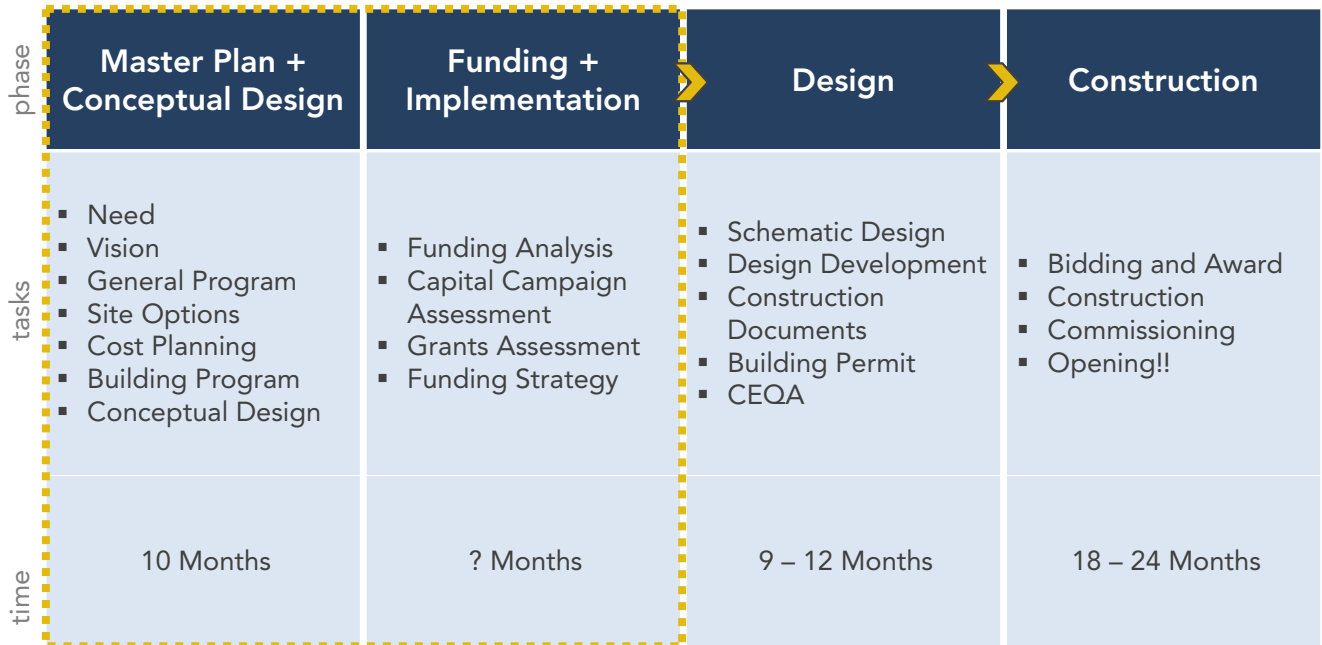 phase
Master Plan +
Conceptual Design
Funding +
Implementation
Design
Construction
tasks
▪ Need
▪ Vision
▪ General Program
▪ Site Options
▪ Cost Planning
▪ Building Program
▪ Conceptual Design
▪ Funding Analysis
▪ Capital Campaign
Assessment
▪ Grants Assessment
▪ Funding Strategy
▪ Schematic Design
▪ Design Development
▪ Construction
Documents
▪ Building Permit
▪ CEQA
▪ Bidding and Award
▪ Construction
▪ Commissioning
▪ Opening!!
time
10 Months
? Months
9 – 12 Months
18 – 24 Months